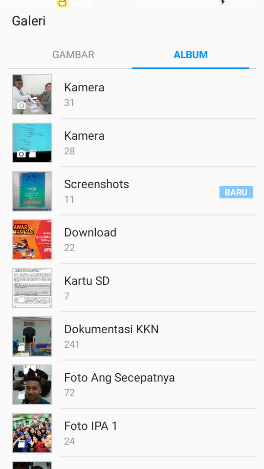 Galeri
GAMBAR
ALBUM
Kamera
31
Kamera
28
Screenshots
11
BARU
Download
22
Kartu SD
7
Dokumentasi KKN
241
Foto Ang Secepatnya
72
Foto IPA 1
24